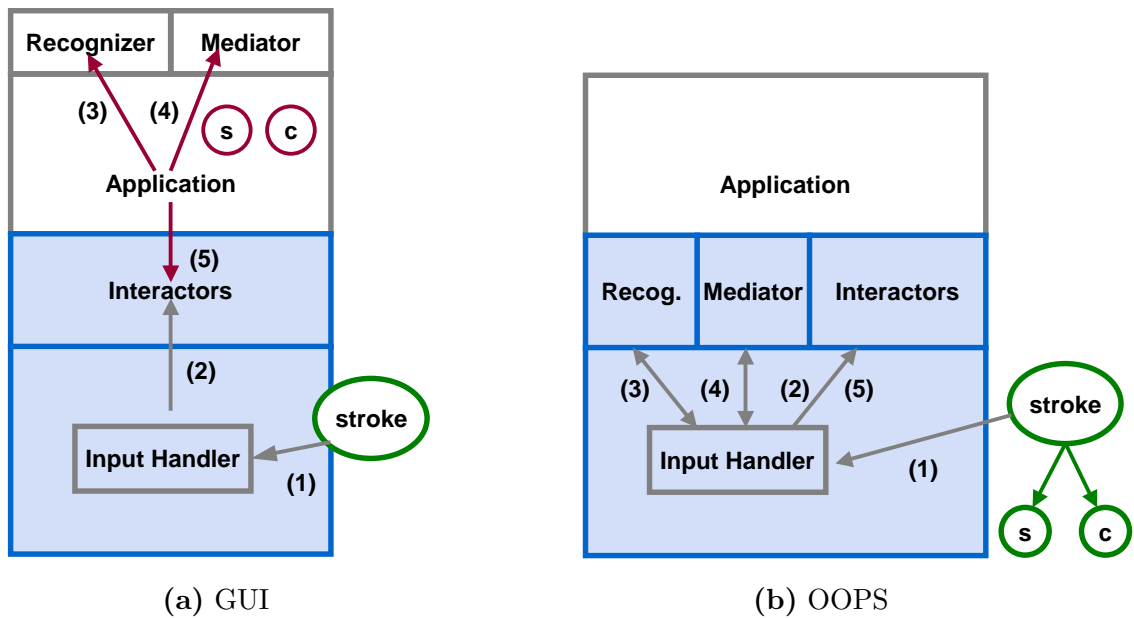 Recognizer
Mediator
(3)
(4)
s
c
Application
(5)
Interactors
(2)
stroke
Input Handler
(1)
(a) GUI
Application
Recog.
Mediator
Interactors
(3)
(4)
(2)
(5)
stroke
Input Handler
(1)
s
c
(b) OOPS